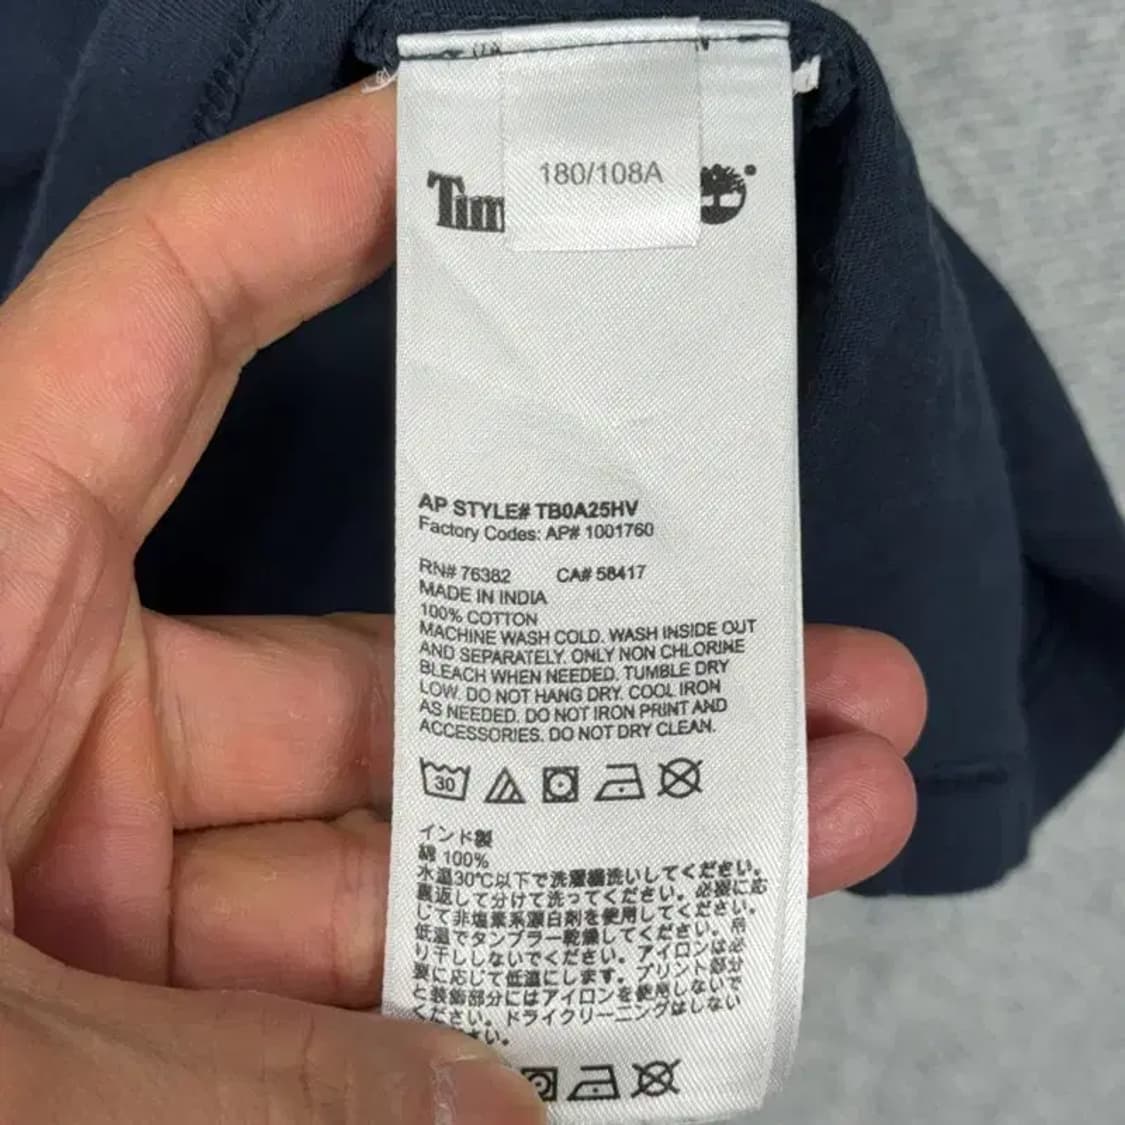 180/108A
Tim
AP STYLE# TB0A25HV
Factory Codes: AP# 1001760
RN# 76382 CA# 58417
MADE IN INDIA
100% COTTON
MACHINE WASH COLD. WASH INSIDE OUT
AND SEPARATELY. ONLY NON CHLORINE
BLEACH WHEN NEEDED. TUMBLE DRY
LOW. DO NOT HANG DRY. COOL IRON
AS NEEDED. DO NOT IRON PRINT AND
ACCESSORIES. DO NOT DRY CLEAN.
30
インド製
綿 100%
水温30℃以下で洗濯機洗いしてください。
裏返して分けて洗ってください。必要に応
じて非塩素系漂白剤を使用してください。
低温でタンブラー乾燥してください。吊
り干ししないでください。アイロンは必
要に応じて低温にします。プリント部分
と装飾部分にはアイロンを使用しないで
ください。ドライクリーニングはしない
さい。